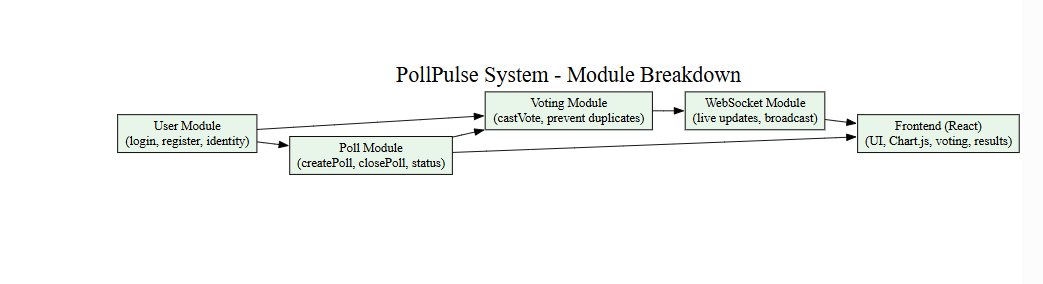 PollPulse System - Module Breakdown
User Module
(login, register, identity)
Poll Module
(createPoll, closePoll, status)
Voting Module
(castVote, prevent duplicates)
WebSocket Module
(live updates, broadcast)
Frontend (React)
(UI, Chart.js, voting, results)